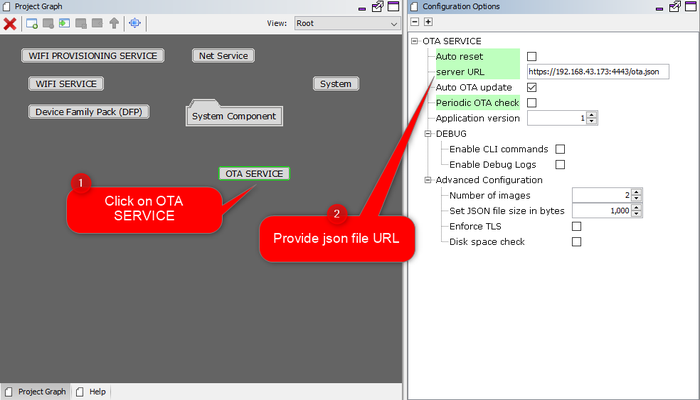 Project Graph
View: Root
WIFI PROVISIONING SERVICE
Net Service
WIFI SERVICE
System
Device Family Pack (DFP)
System Component
OTA SERVICE
1
Click on OTA
SERVICE
2
Provide json file URL
Project Graph
Help
Configuration Options
OTA SERVICE
Auto reset
server URL
https://192.168.43.173:4443/ota.json
Auto OTA update
Periodic OTA check
Application version 1
DEBUG
Enable CLI commands
Enable Debug Logs
Advanced Configuration
Number of images 2
Set JSON file size in bytes 1,000
Enforce TLS
Disk space check